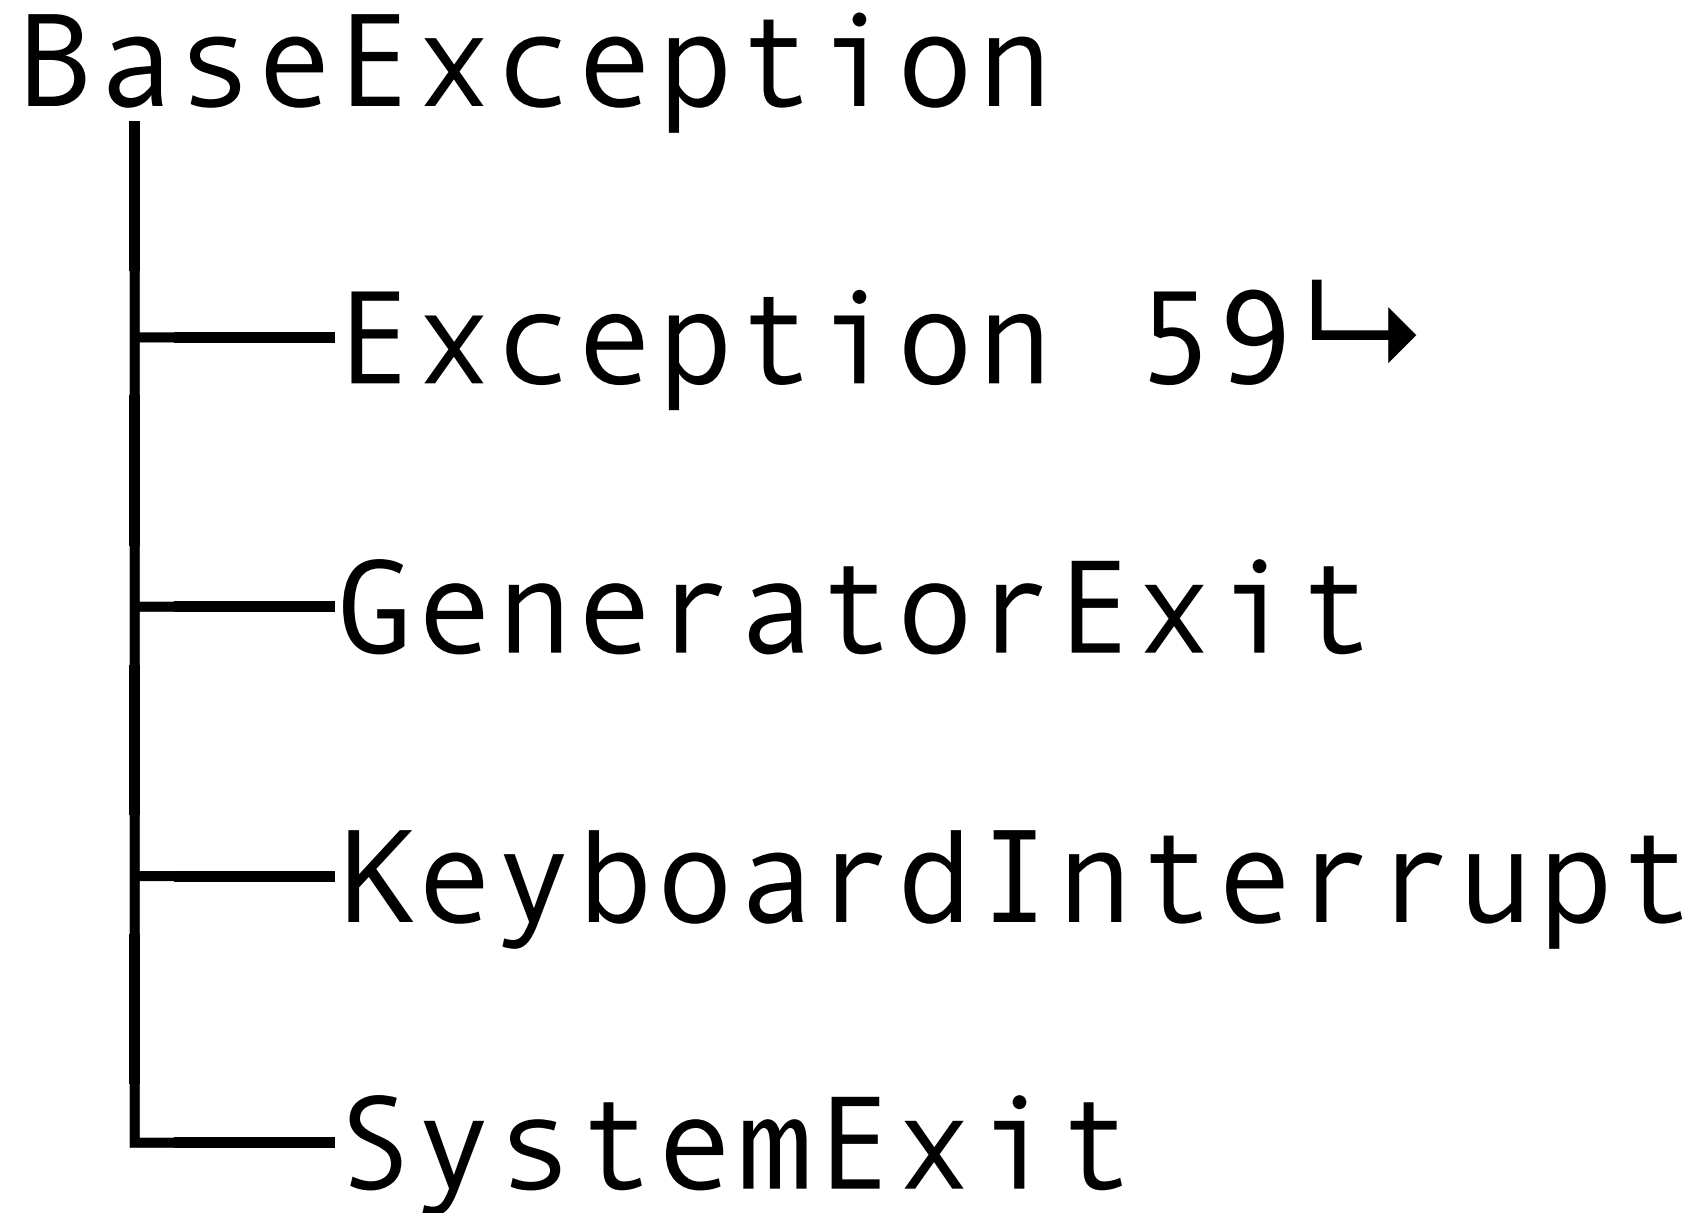 BaseException
Exception 59↳
GeneratorExit
KeyboardInterrupt
SystemExit